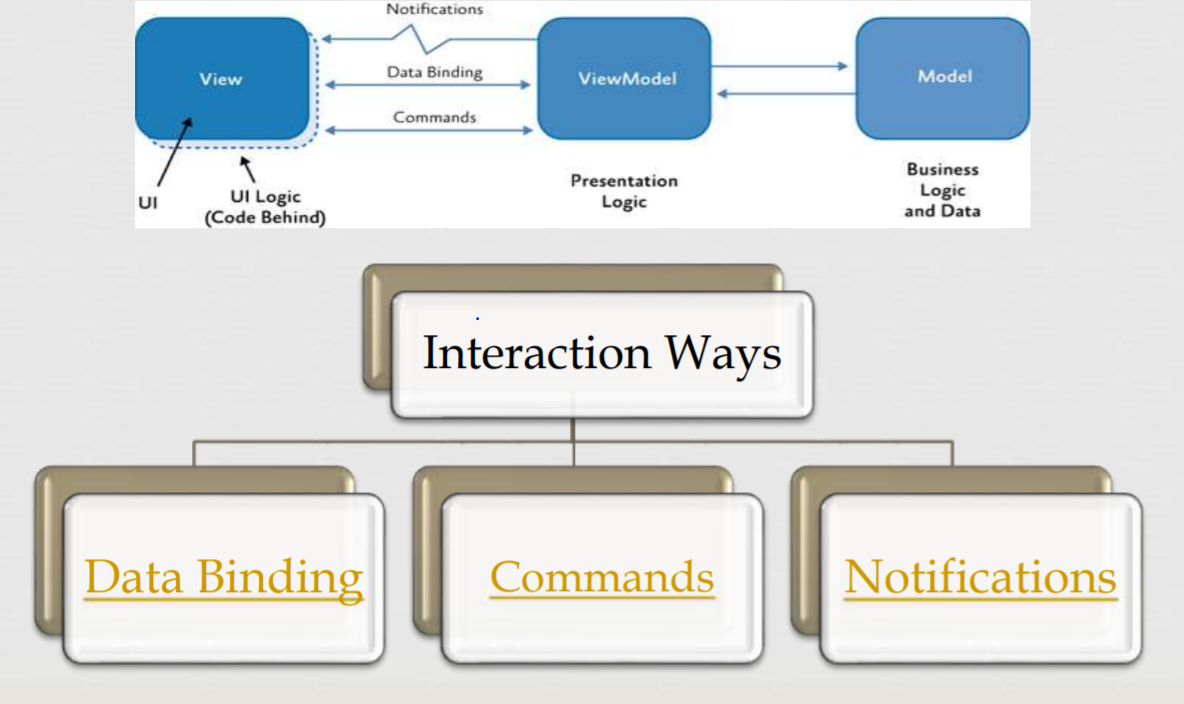 Notifications
View
Data Binding
ViewModel
Model
Commands
UI
UI Logic
(Code Behind)
Presentation
Logic
Business
Logic
and Data
Interaction Ways
Data Binding
Commands
Notifications